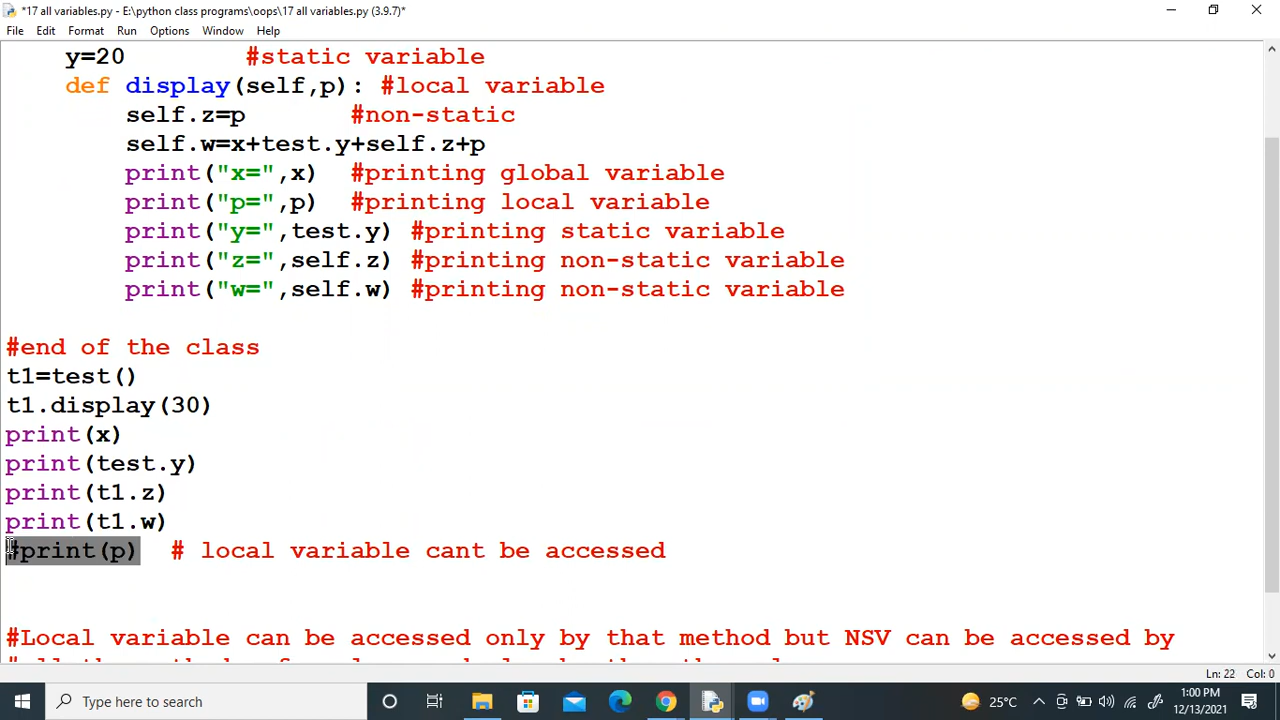 *17 all variables.py - E:\python class programs\oops\17 all variables.py (3.9.7)*
File Edit Format Run Options Window Help
y=20 #static variable
def display(self,p): #local variable
self.z=p #non-static
self.w=x+test.y+self.z+p
print("x=",x) #printing global variable
print("p=",p) #printing local variable
print("y=",test.y) #printing static variable
print("z=",self.z) #printing non-static variable
print("w=",self.w) #printing non-static variable
#end of the class
t1=test()
t1.display(30)
print(x)
print(test.y)
print(t1.z)
print(t1.w)
#print(p) # local variable cant be accessed
#Local variable can be accessed only by that method but NSV can be accessed by
Ln: 22 Col: 0
Type here to search
25°C
1:00 PM
12/13/2021